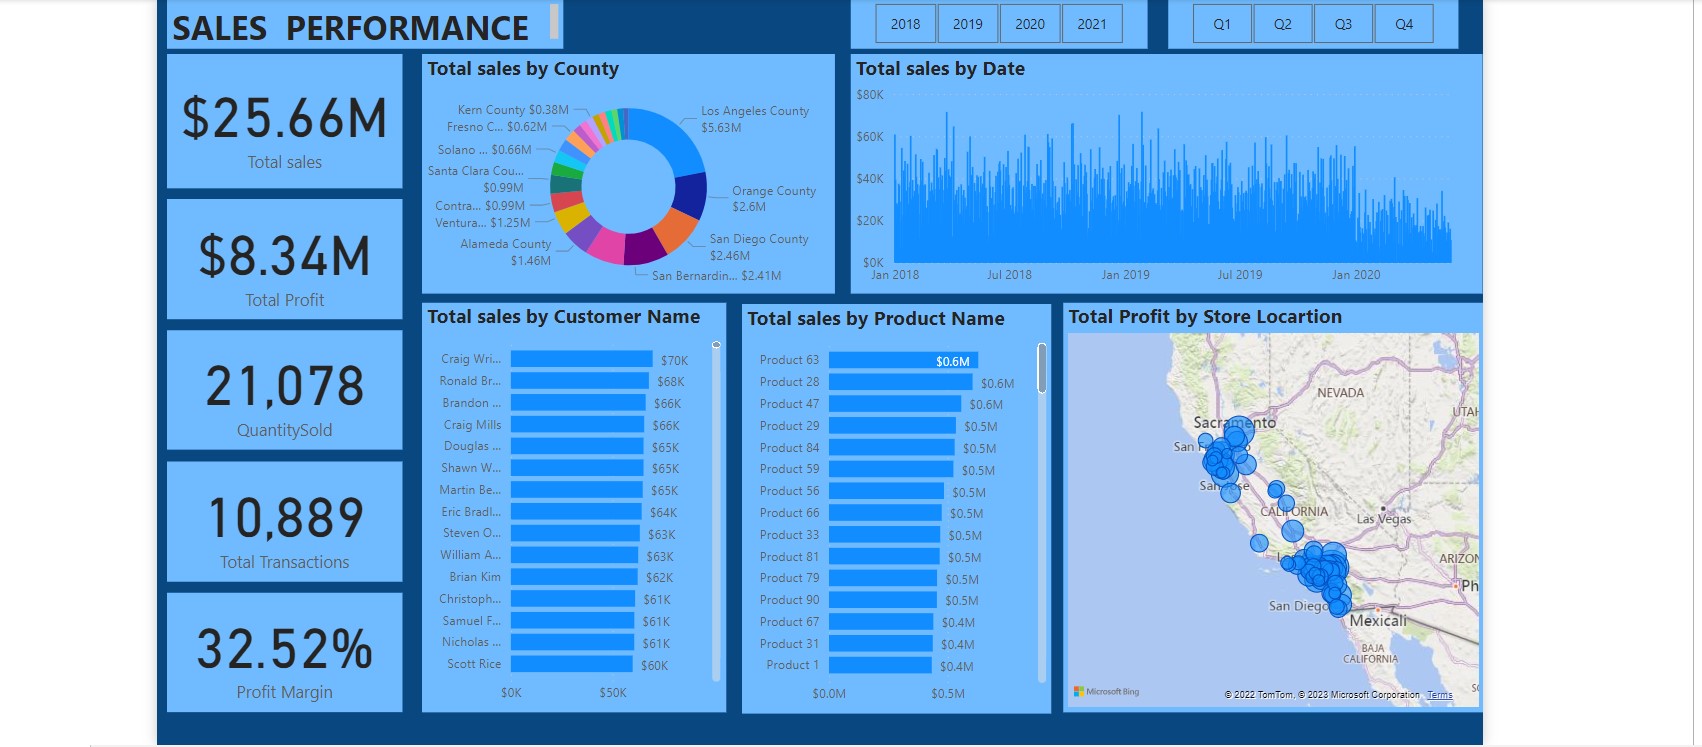 SALES PERFORMANCE
2018
2019
2020
2021
Q1
Q2
Q3
Q4
$25.66M
Total sales
$8.34M
Total Profit
21,078
QuantitySold
10,889
Total Transactions
32.52%
Profit Margin
Total sales by County
Kern County $0.38M
Fresno C... $0.62M
Solano ... $0.66M
Santa Clara Cou...
$0.99M
Contra... $0.99M
Ventura... $1.25M
Alameda County
$1.46M
Los Angeles County
$5.63M
Orange County
$2.6M
San Diego County
$2.46M
San Bernardin... $2.41M
Total sales by Date
$80K
$60K
$40K
$20K
$0K
Jan 2018
Jul 2018
Jan 2019
Jul 2019
Jan 2020
Total sales by Customer Name
Craig Wri... $70K
Ronald Br... $68K
Brandon ... $66K
Craig Mills $66K
Douglas ... $65K
Shawn W... $65K
Martin Be... $65K
Eric Bradl... $64K
Steven O... $63K
William A... $63K
Brian Kim $62K
Christoph... $61K
Samuel F... $61K
Nicholas ... $61K
Scott Rice $60K
$0K
$50K
Total sales by Product Name
Product 63 $0.6M
Product 28 $0.6M
Product 47 $0.6M
Product 29 $0.5M
Product 84 $0.5M
Product 59 $0.5M
Product 56 $0.5M
Product 66 $0.5M
Product 33 $0.5M
Product 81 $0.5M
Product 79 $0.5M
Product 90 $0.5M
Product 67 $0.4M
Product 31 $0.4M
Product 1 $0.4M
$0.0M
$0.5M
Total Profit by Store Locartion
NEVADA
UTAH
Sacramento
San
CALIFORNIA
Las Vegas
ARIZON
Ph
San Diego
Mexicali
BAJA
CALIFORNIA
Microsoft Bing
© 2022 TomTom, © 2023 Microsoft Corporation Terms